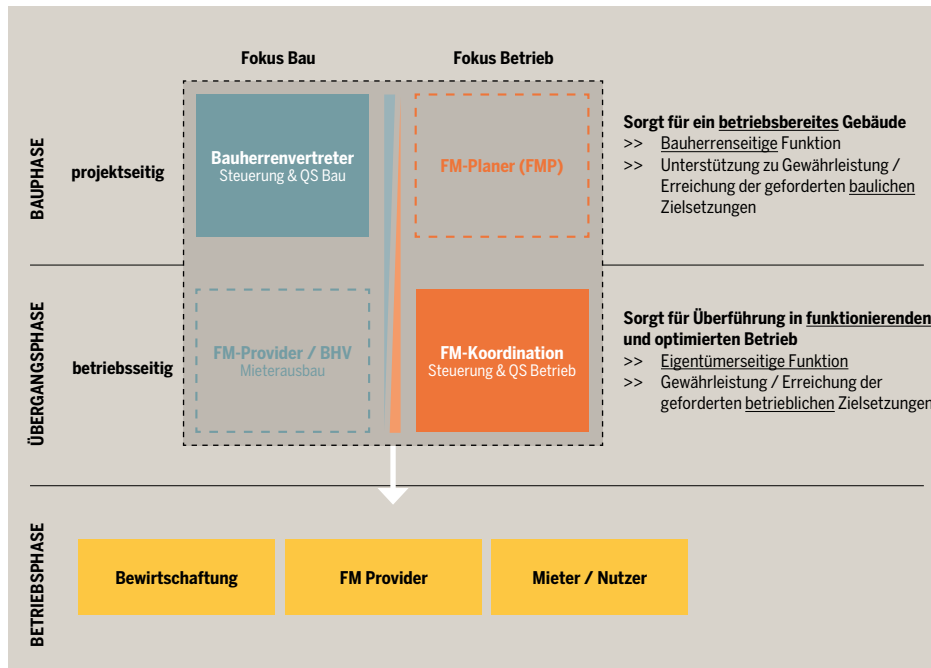 Fokus Bau
Fokus Betrieb
BAUPHASE
projektseitig
Bauherrenvertreter
Steuerung & QS Bau
FM-Planer (FMP)
Sorgt für ein betriebsbereites Gebäude
>> Bauherrenseitige Funktion
>> Unterstützung zu Gewährleistung /
Erreichung der geforderten baulichen
Zielsetzungen
ÜBERGANGSPHASE
betriebsseitig
FM-Provider / BHV
Mieterausbau
FM-Koordination
Steuerung & QS Betrieb
Sorgt für Überführung in funktionierenden
und optimierten Betrieb
>> Eigentümerseitige Funktion
>> Gewährleistung / Erreichung der
geforderten betrieblichen Zielsetzungen
BETRIEBSPHASE
Bewirtschaftung
FM Provider
Mieter / Nutzer